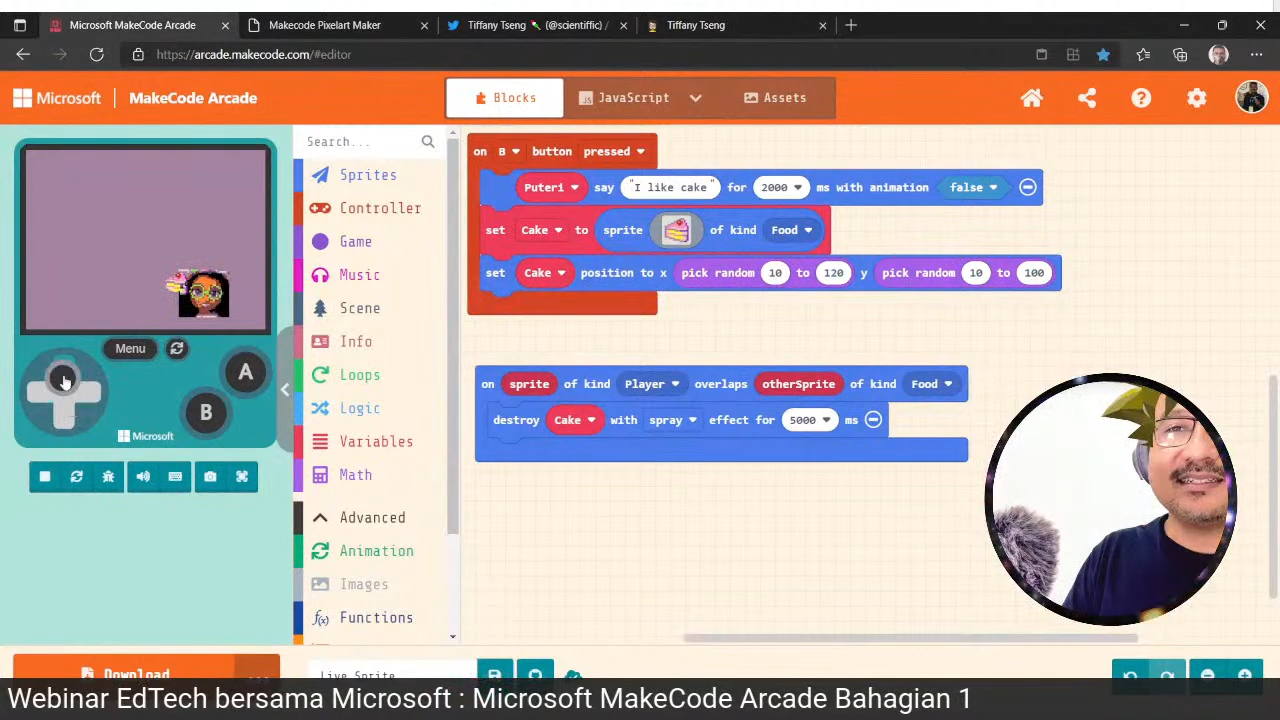 Microsoft MakeCode Arcade
Makecode Pixelart Maker
Tiffany Tseng (@scientiffic) /
Tiffany Tseng
https://arcade.makecode.com/#editor
Microsoft
MakeCode Arcade
Blocks
JS JavaScript
Assets
Search...
Sprites
Controller
Game
Music
Scene
Info
Loops
Logic
Variables
Math
Advanced
Animation
Images
f(x) Functions
Menu
A
B
Microsoft
Download
Live Sprite
on B button pressed
Puteri say "I like cake" for 2000 ms with animation false
set Cake to sprite of kind Food
set Cake position to x pick random 10 to 120 y pick random 10 to 100
on sprite of kind Player overlaps otherSprite of kind Food
destroy Cake with spray effect for 5000 ms
Webinar EdTech bersama Microsoft : Microsoft MakeCode Arcade Bahagian 1